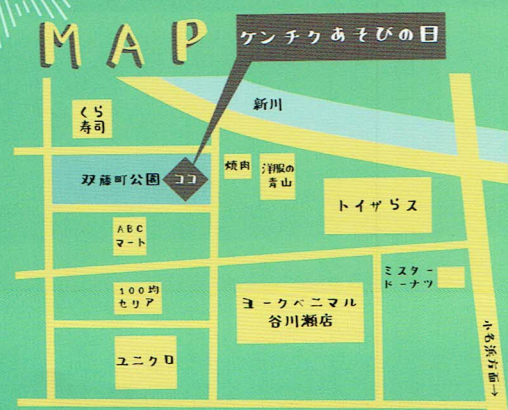 MAP
ケンチクあそびの日
新川
くら
寿司
双藤町公園
ココ
焼肉
洋服の
青山
トイザらス
ABC
マート
ミスター
ドーナツ
100均
セリア
ヨークベニマル
谷川瀬店
ユニクロ
小名浜方面→